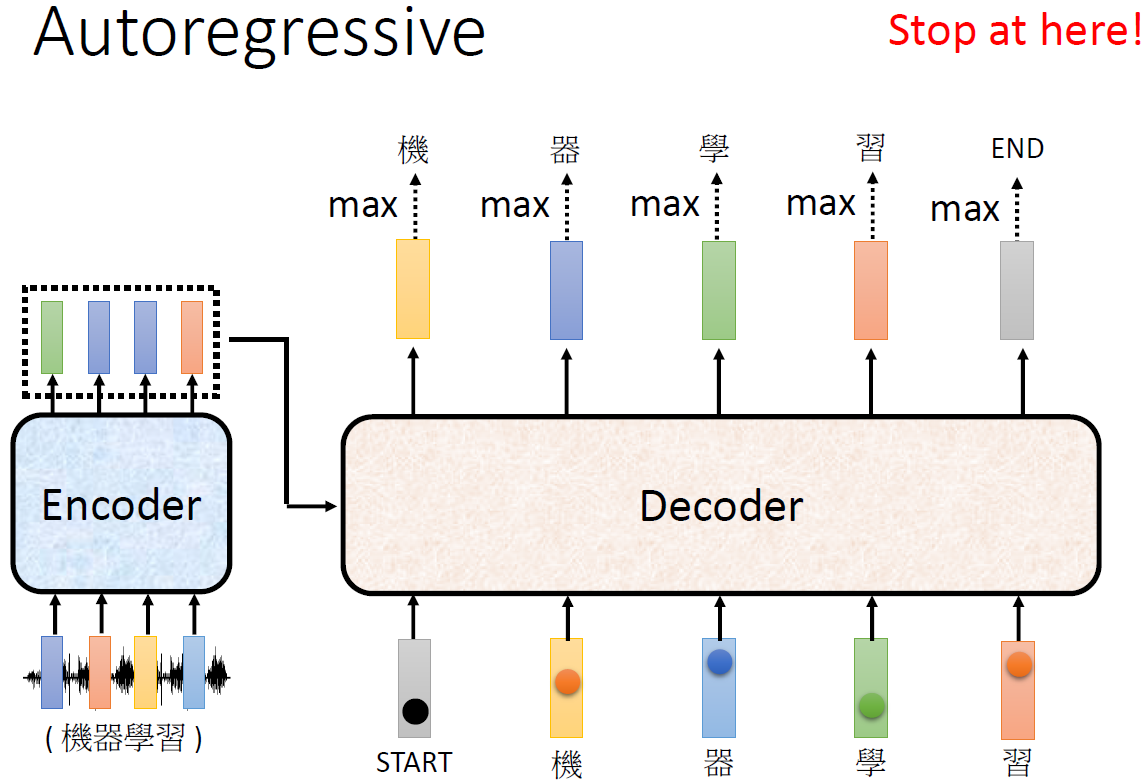 Autoregressive
Stop at here!
機 器 學 習 END
max max max max max
Encoder
Decoder
( 機器學習 )
START 機 器 學 習